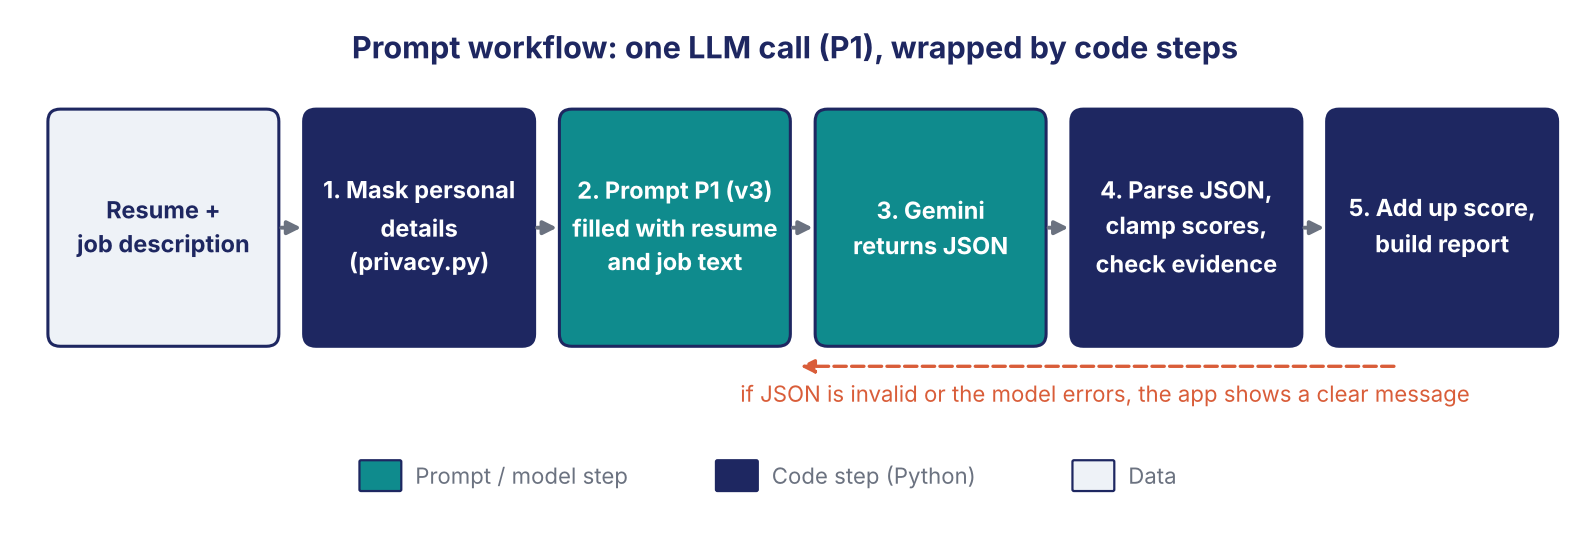 Prompt workflow: one LLM call (P1), wrapped by code steps
Resume +
job description
1. Mask personal
details
(privacy.py)
2. Prompt P1 (v3)
filled with resume
and job text
3. Gemini
returns JSON
4. Parse JSON,
clamp scores,
check evidence
5. Add up score,
build report
if JSON is invalid or the model errors, the app shows a clear message
Prompt / model step
Code step (Python)
Data